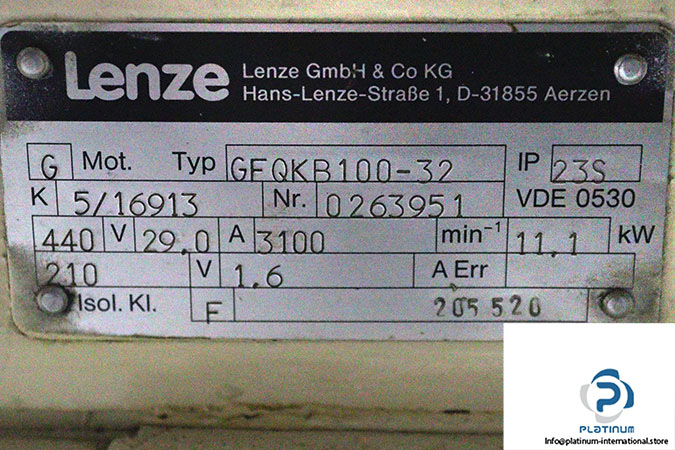 Lenze
Lenze GmbH & Co KG
Hans-Lenze-Straße 1, D-31855 Aerzen
G Mot. Typ GFQKB100-32 IP 23S
K 5/16913 Nr. 0263951 VDE 0530
440 V 29,0 A 3100 min⁻¹ 11,1 kW
210 V 1.6 A Err
Isol. Kl. F 205 520
PLATINUM
Info@platinum-international.store